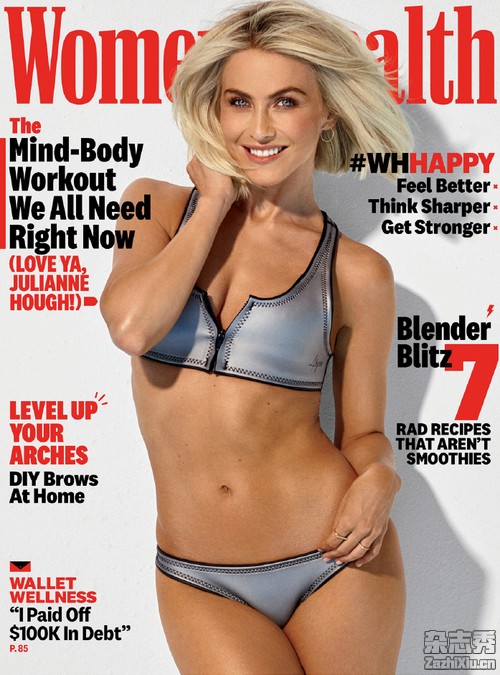 Women's Health
The
Mind-Body
Workout
We All Need
Right Now
(LOVE YA,
JULIANNE
HOUGH!)
#WHHAPPY
Feel Better
Think Sharper
Get Stronger
Blender
Blitz
7
RAD RECIPES
THAT AREN'T
SMOOTHIES
LEVEL UP
YOUR
ARCHES
DIY Brows
At Home
WALLET
WELLNESS
“I Paid Off
$100K In Debt”
P. 85
杂志秀
ZaZhiXiu.cn